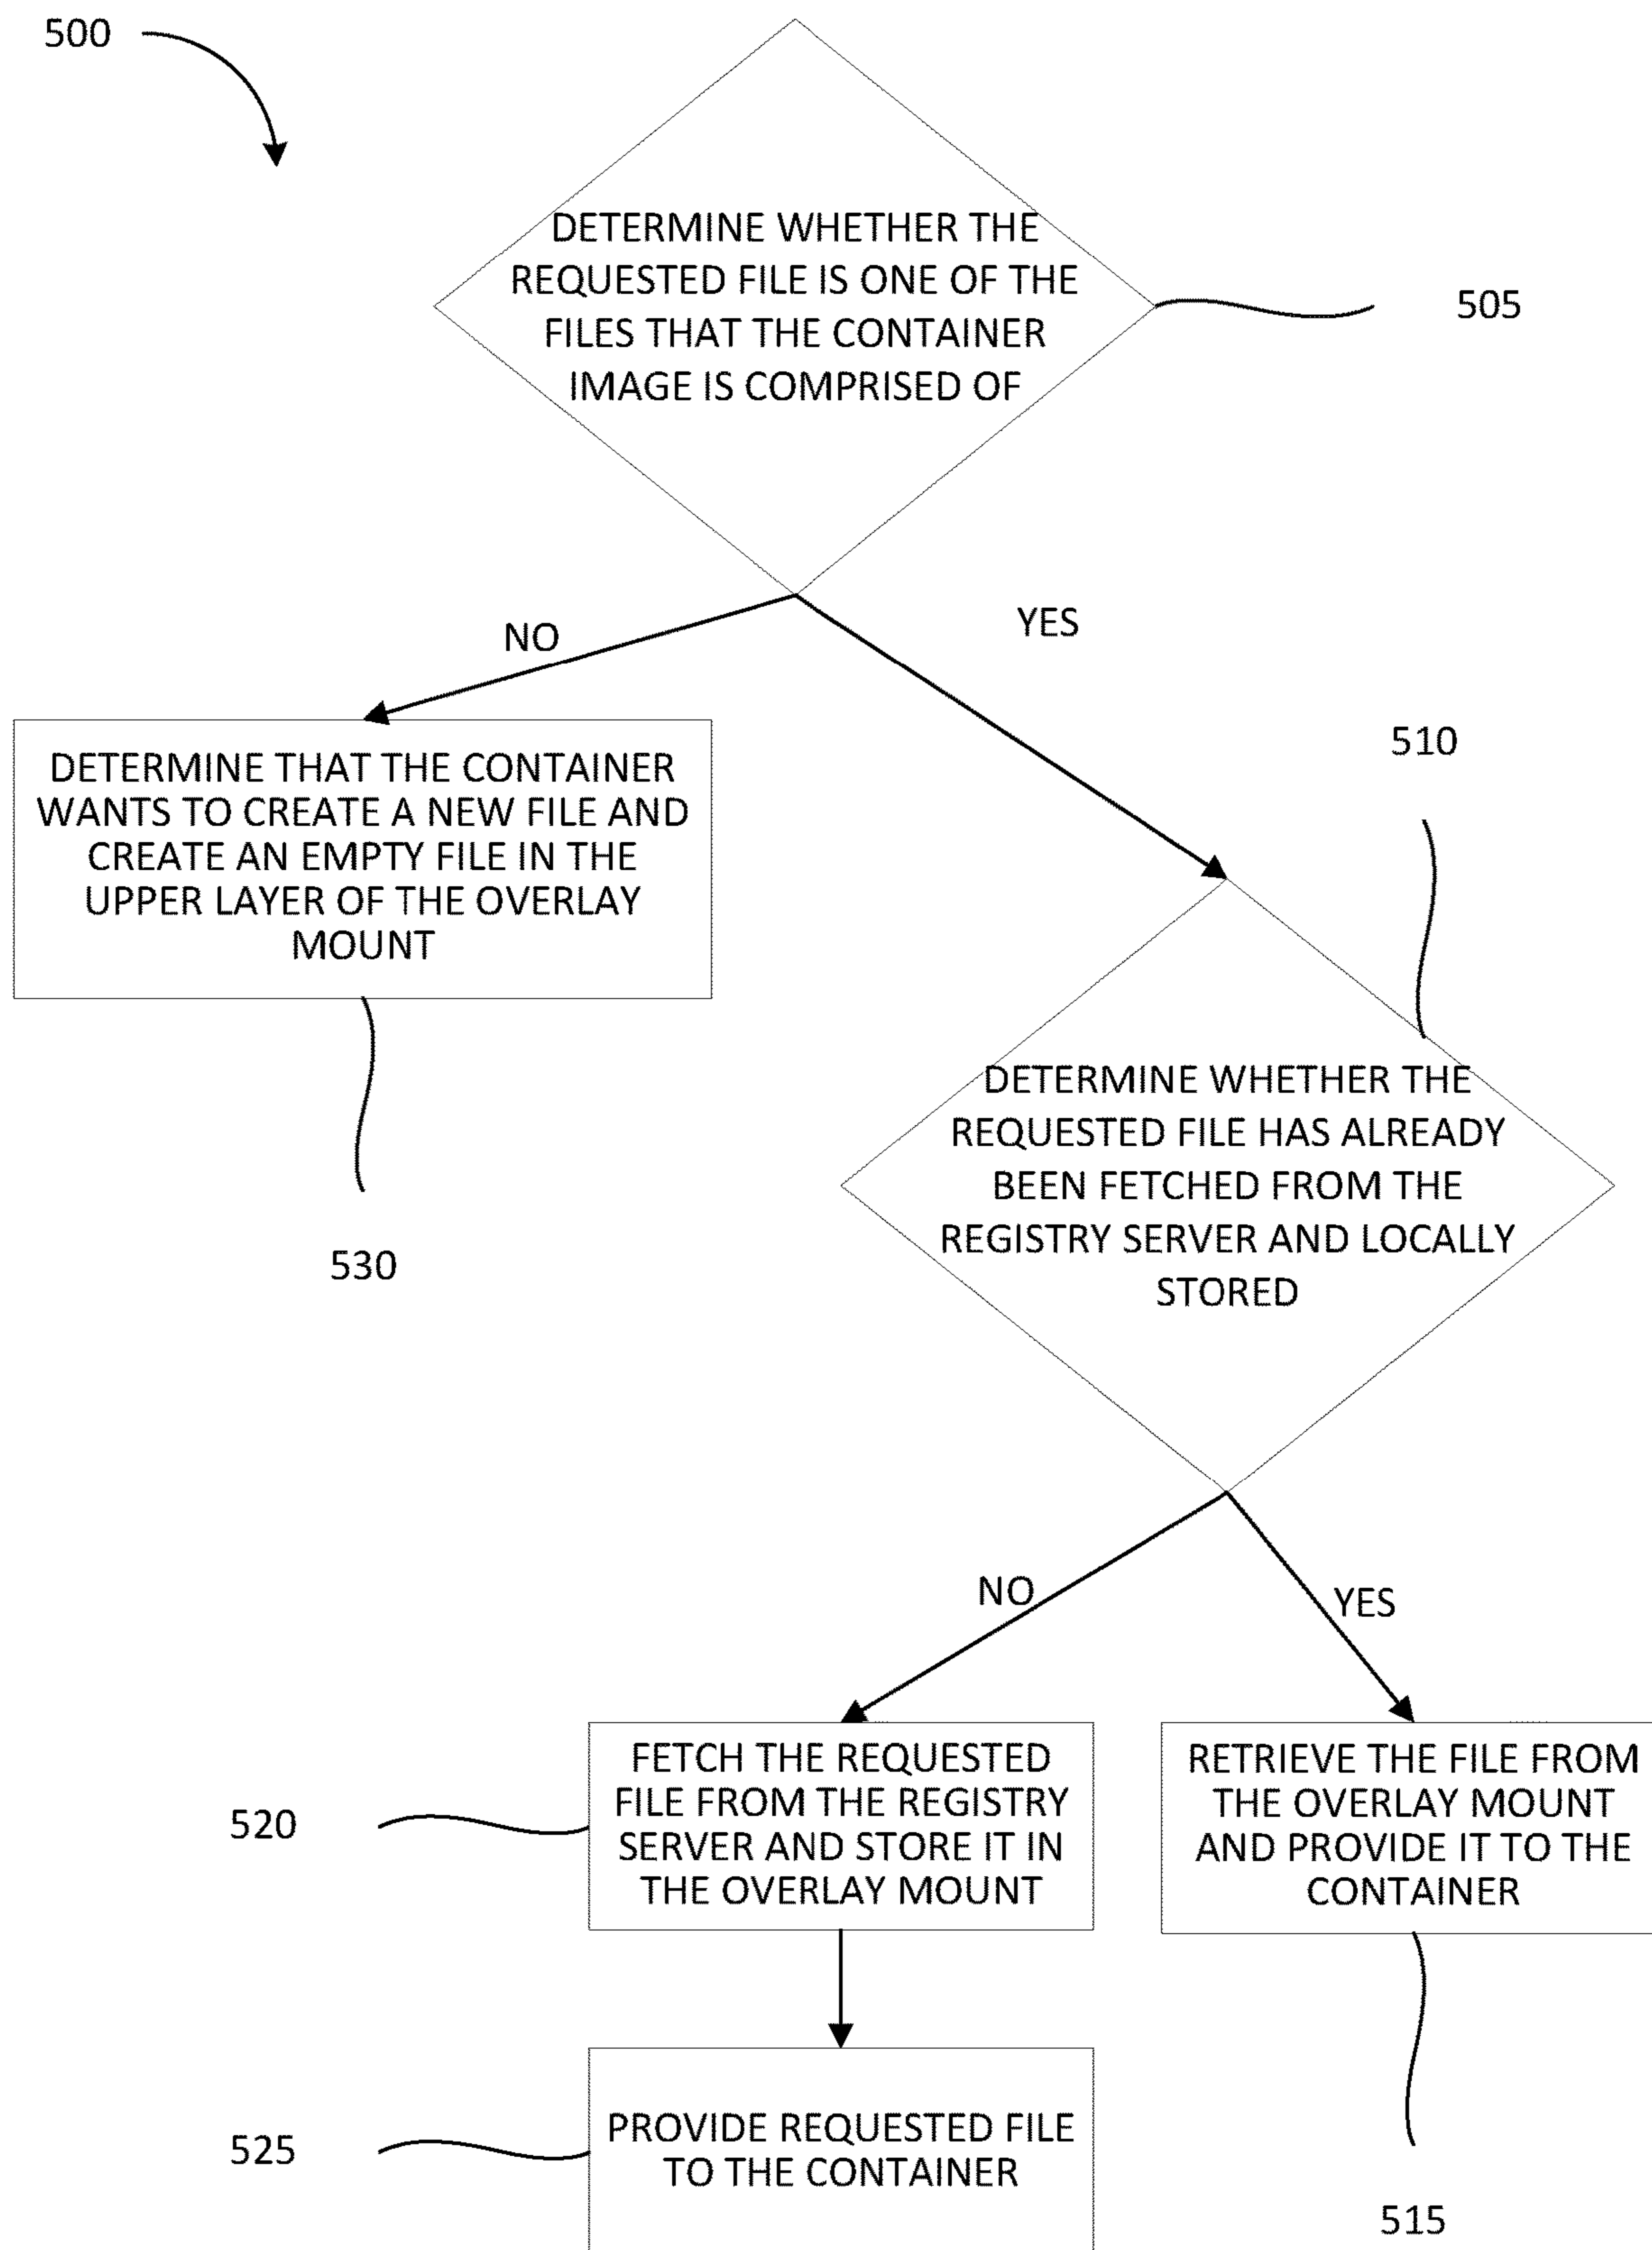 500
DETERMINE WHETHER THE
REQUESTED FILE IS ONE OF THE
FILES THAT THE CONTAINER
IMAGE IS COMPRISED OF
505
NO
YES
DETERMINE THAT THE CONTAINER
WANTS TO CREATE A NEW FILE AND
CREATE AN EMPTY FILE IN THE
UPPER LAYER OF THE OVERLAY
MOUNT
510
530
DETERMINE WHETHER THE
REQUESTED FILE HAS ALREADY
BEEN FETCHED FROM THE
REGISTRY SERVER AND LOCALLY
STORED
NO
YES
520
FETCH THE REQUESTED
FILE FROM THE REGISTRY
SERVER AND STORE IT IN
THE OVERLAY MOUNT
RETRIEVE THE FILE FROM
THE OVERLAY MOUNT
AND PROVIDE IT TO THE
CONTAINER
525
PROVIDE REQUESTED FILE
TO THE CONTAINER
515